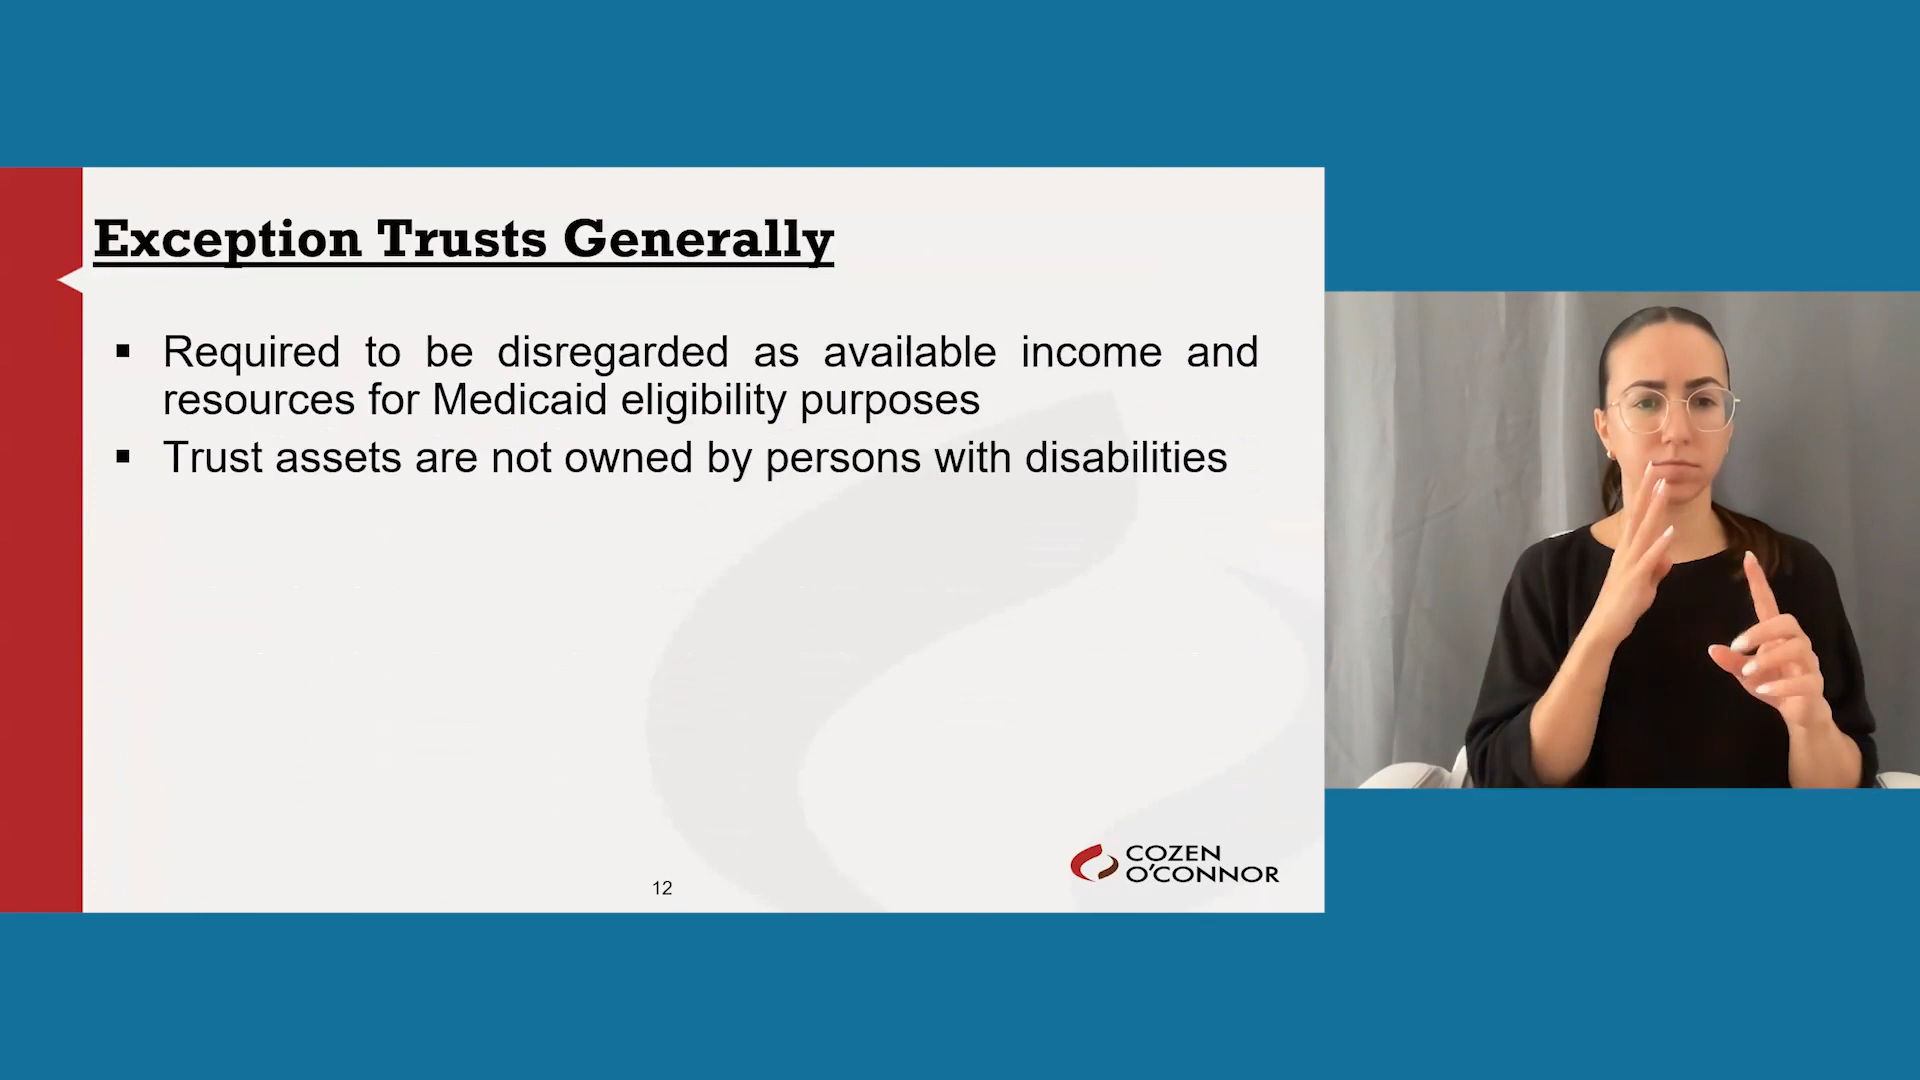 Exception Trusts Generally
▪ Required to be disregarded as available income and
resources for Medicaid eligibility purposes
▪ Trust assets are not owned by persons with disabilities
COZEN
O'CONNOR
12